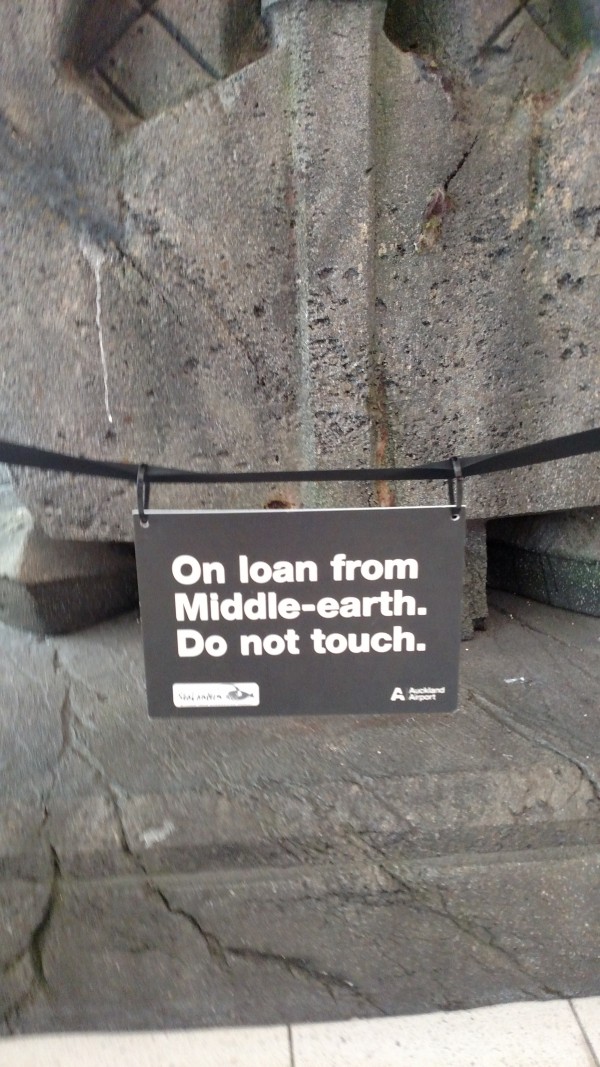 On loan from
Middle-earth.
Do not touch.
Auckland
Airport